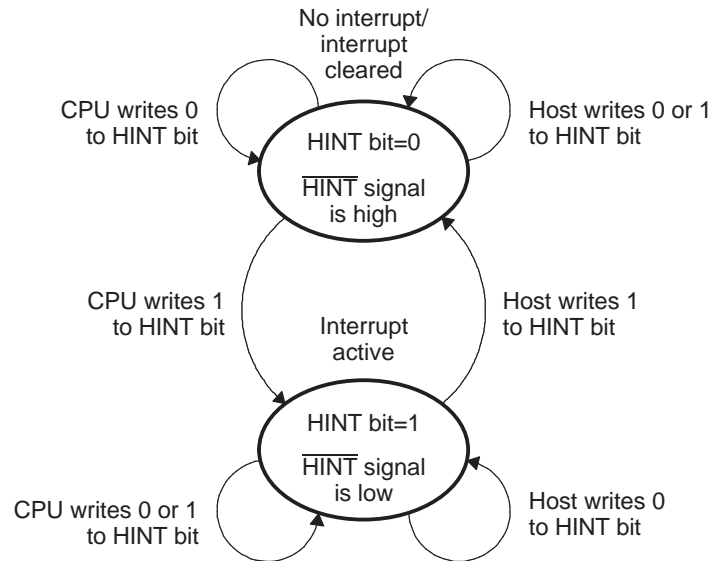 No interrupt/
interrupt
cleared
CPU writes 0
to HINT bit
Host writes 0 or 1
to HINT bit
HINT bit=0
H̅I̅N̅T̅ signal
is high
CPU writes 1
to HINT bit
Host writes 1
to HINT bit
Interrupt
active
HINT bit=1
H̅I̅N̅T̅ signal
is low
CPU writes 0 or 1
to HINT bit
Host writes 0
to HINT bit